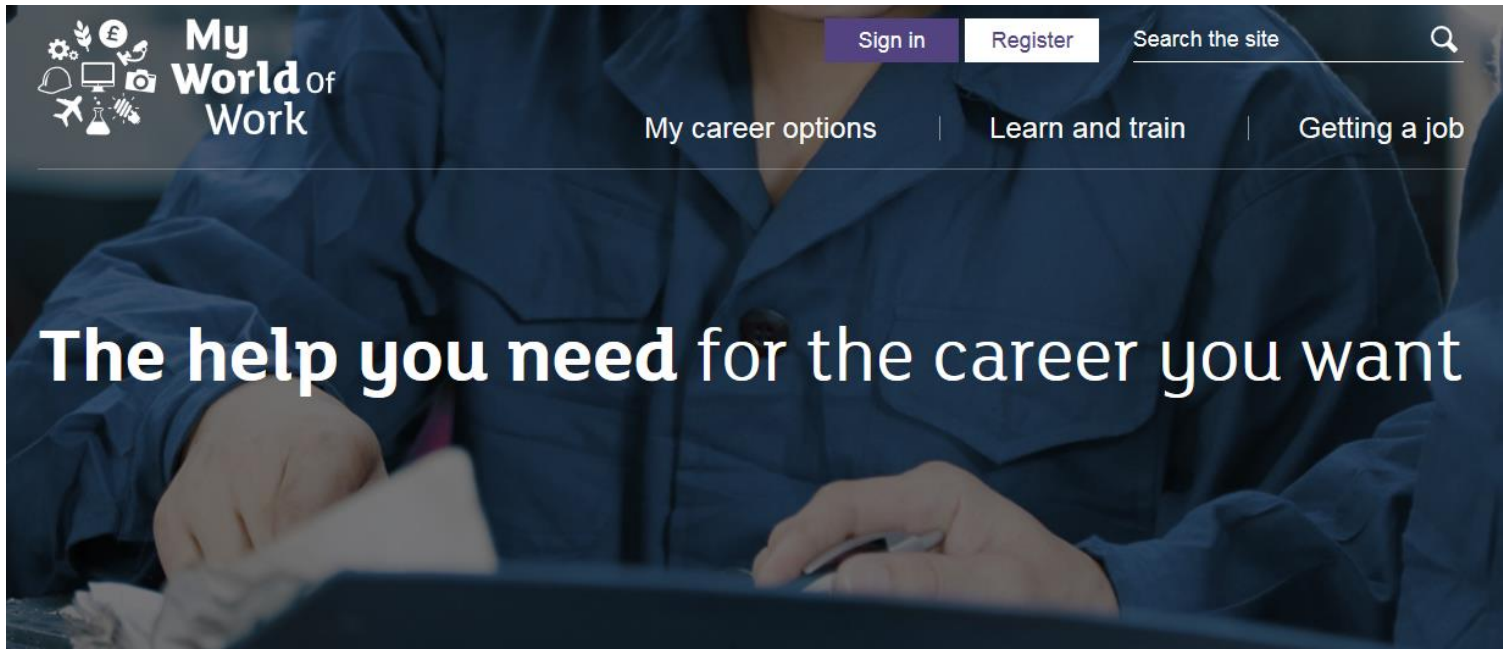 My
World Of
Work
£
Sign in
Register
Search the site
My career options
Learn and train
Getting a job
The help you need for the career you want